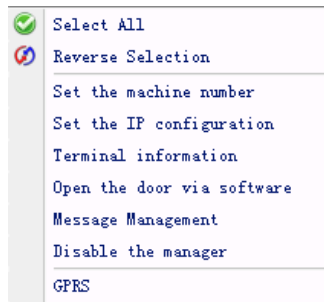 Select All
Reverse Selection
Set the machine number
Set the IP configuration
Terminal information
Open the door via software
Message Management
Disable the manager
GPRS